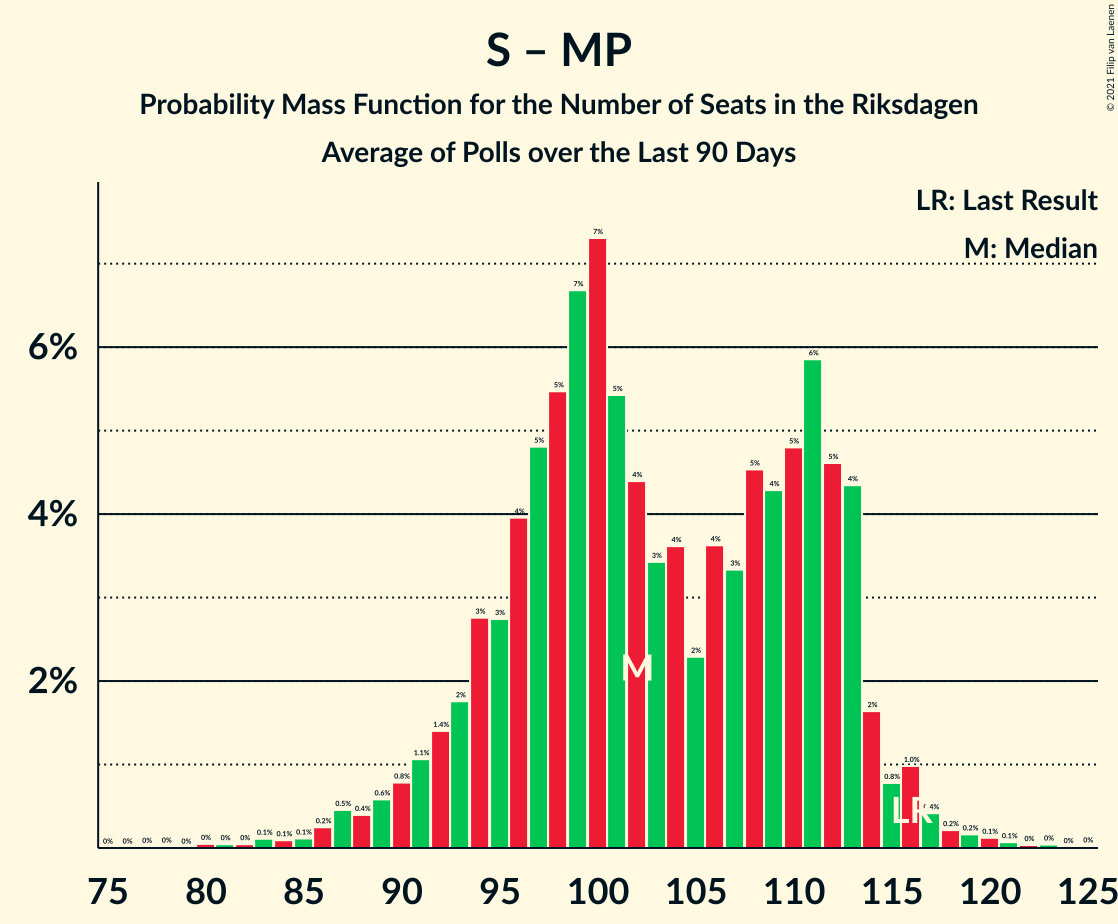 © 2021 Filip van Laenen
S – MP
Probability Mass Function for the Number of Seats in the Riksdagen
Average of Polls over the Last 90 Days
LR: Last Result
M: Median
7%
7%
6%
6%
5% 5% 5%
5% 5% 5% 5%
4% 4% 4%
4%
4% 4% 4%
3% 3%
3% 3%
M
2%
2%
2% 2%
1.4%
1.1% 1.0%
0.8% 0.8%
0.6%
0.5% 0.4% LR 4%
0.2% 0.2% 0.2%
0% 0% 0% 0% 0% 0% 0% 0% 0.1% 0.1% 0.1% 0.1% 0.1% 0% 0% 0% 0%
75 80 85 90 95 100 105 110 115 120 125